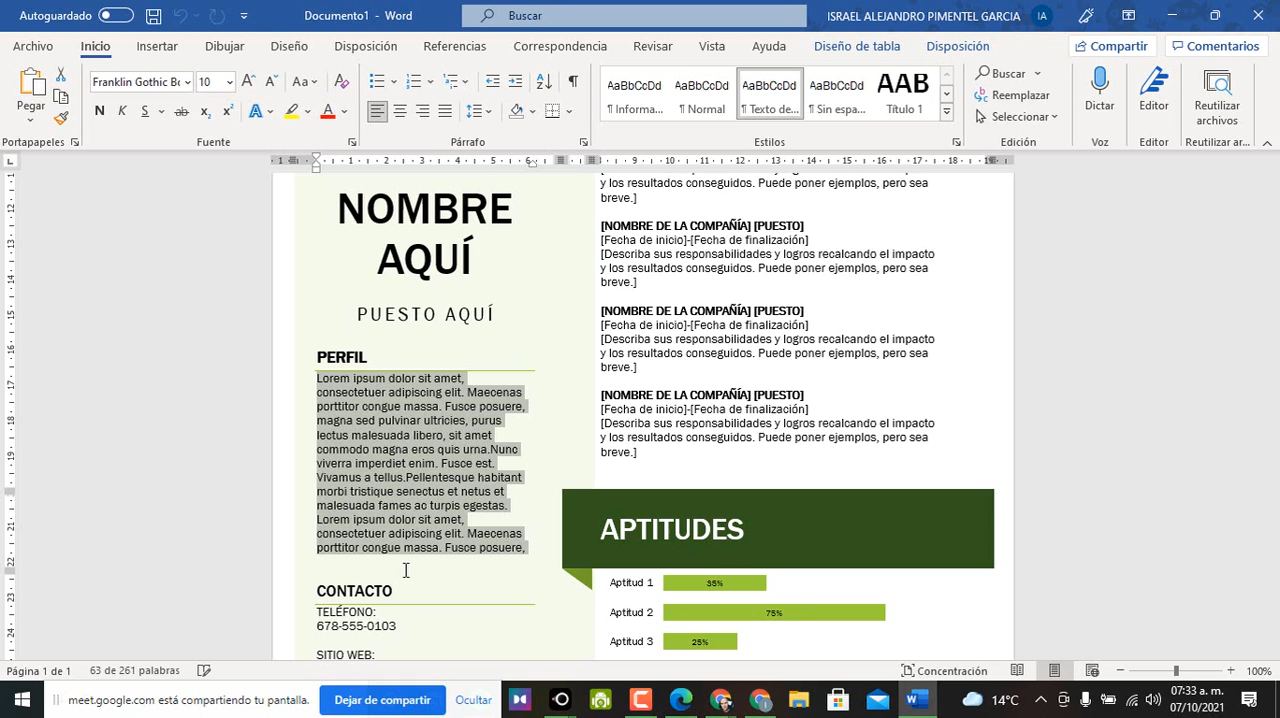 Autoguardado
Documento1 - Word
Buscar
ISRAEL ALEJANDRO PIMENTEL GARCIA
IA
Archivo
Inicio
Insertar
Dibujar
Diseño
Disposición
Referencias
Correspondencia
Revisar
Vista
Ayuda
Diseño de tabla
Disposición
Compartir
Comentarios
Pegar
Portapapeles
Franklin Gothic Bo
10
Aa
N K S ab x₂ x²
Fuente
Párrafo
AaBbCcDd
¶ Informa...
AaBbCcDd
¶ Normal
AaBbCcDd
¶ Texto de...
AaBbCcDd
¶ Sin espa...
AAB
Título 1
Estilos
Buscar
Reemplazar
Seleccionar
Edición
Dictar
Voz
Editor
Editor
Reutilizar
archivos
Reutilizar ar...
NOMBRE
AQUÍ
PUESTO AQUÍ
PERFIL
Lorem ipsum dolor sit amet,
consectetuer adipiscing elit. Maecenas
porttitor congue massa. Fusce posuere,
magna sed pulvinar ultricies, purus
lectus malesuada libero, sit amet
commodo magna eros quis urna.Nunc
viverra imperdiet enim. Fusce est.
Vivamus a tellus.Pellentesque habitant
morbi tristique senectus et netus et
malesuada fames ac turpis egestas.
Lorem ipsum dolor sit amet,
consectetuer adipiscing elit. Maecenas
porttitor congue massa. Fusce posuere,
CONTACTO
TELÉFONO:
678-555-0103
SITIO WEB:
y los resultados conseguidos. Puede poner ejemplos, pero sea
breve.]
[NOMBRE DE LA COMPAÑÍA] [PUESTO]
[Fecha de inicio]-[Fecha de finalización]
[Describa sus responsabilidades y logros recalcando el impacto
y los resultados conseguidos. Puede poner ejemplos, pero sea
breve.]
[NOMBRE DE LA COMPAÑÍA] [PUESTO]
[Fecha de inicio]-[Fecha de finalización]
[Describa sus responsabilidades y logros recalcando el impacto
y los resultados conseguidos. Puede poner ejemplos, pero sea
breve.]
[NOMBRE DE LA COMPAÑÍA] [PUESTO]
[Fecha de inicio]-[Fecha de finalización]
[Describa sus responsabilidades y logros recalcando el impacto
y los resultados conseguidos. Puede poner ejemplos, pero sea
breve.]
APTITUDES
Aptitud 1 35%
Aptitud 2 75%
Aptitud 3 25%
Página 1 de 1
63 de 261 palabras
Concentración
100%
meet.google.com está compartiendo tu pantalla.
Dejar de compartir
Ocultar
14°C
07:33 a. m.
07/10/2021